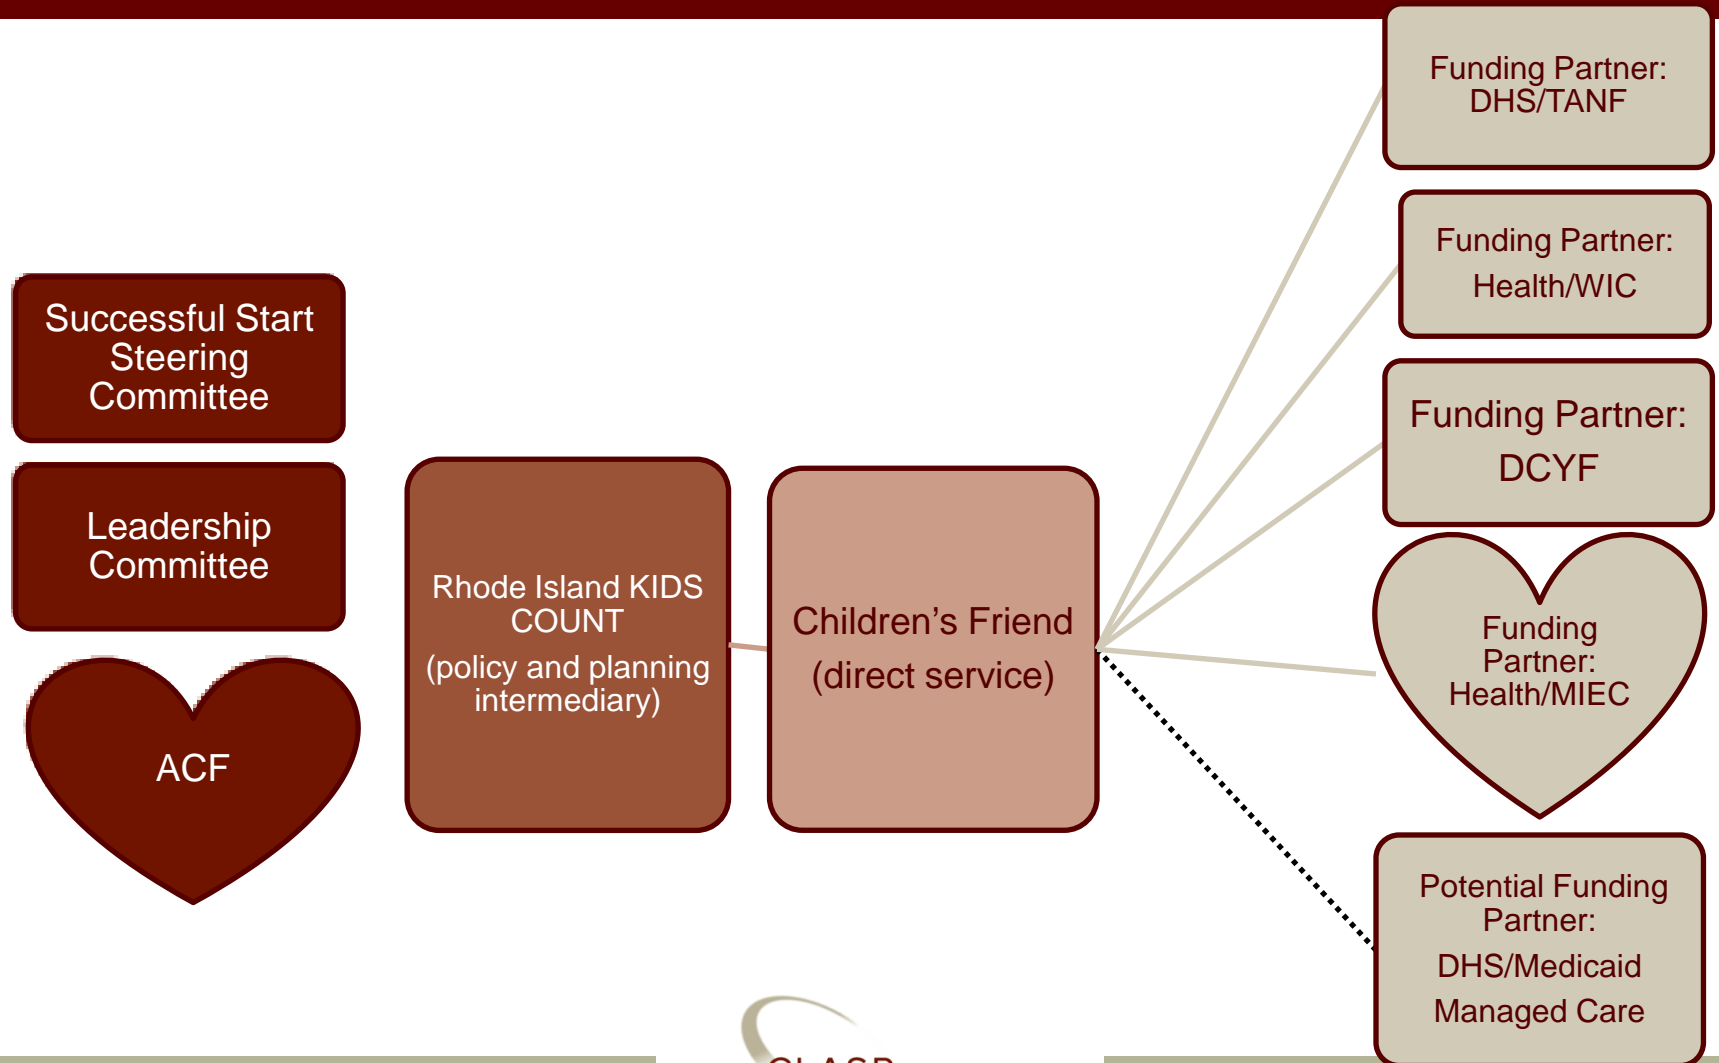 Successful Start
Steering
Committee
Leadership
Committee
ACF
Rhode Island KIDS
COUNT
(policy and planning
intermediary)
Children’s Friend
(direct service)
Funding Partner:
DHS/TANF
Funding Partner:
Health/WIC
Funding Partner:
DCYF
Funding
Partner:
Health/MIEC
Potential Funding
Partner:
DHS/Medicaid
Managed Care
CLASP